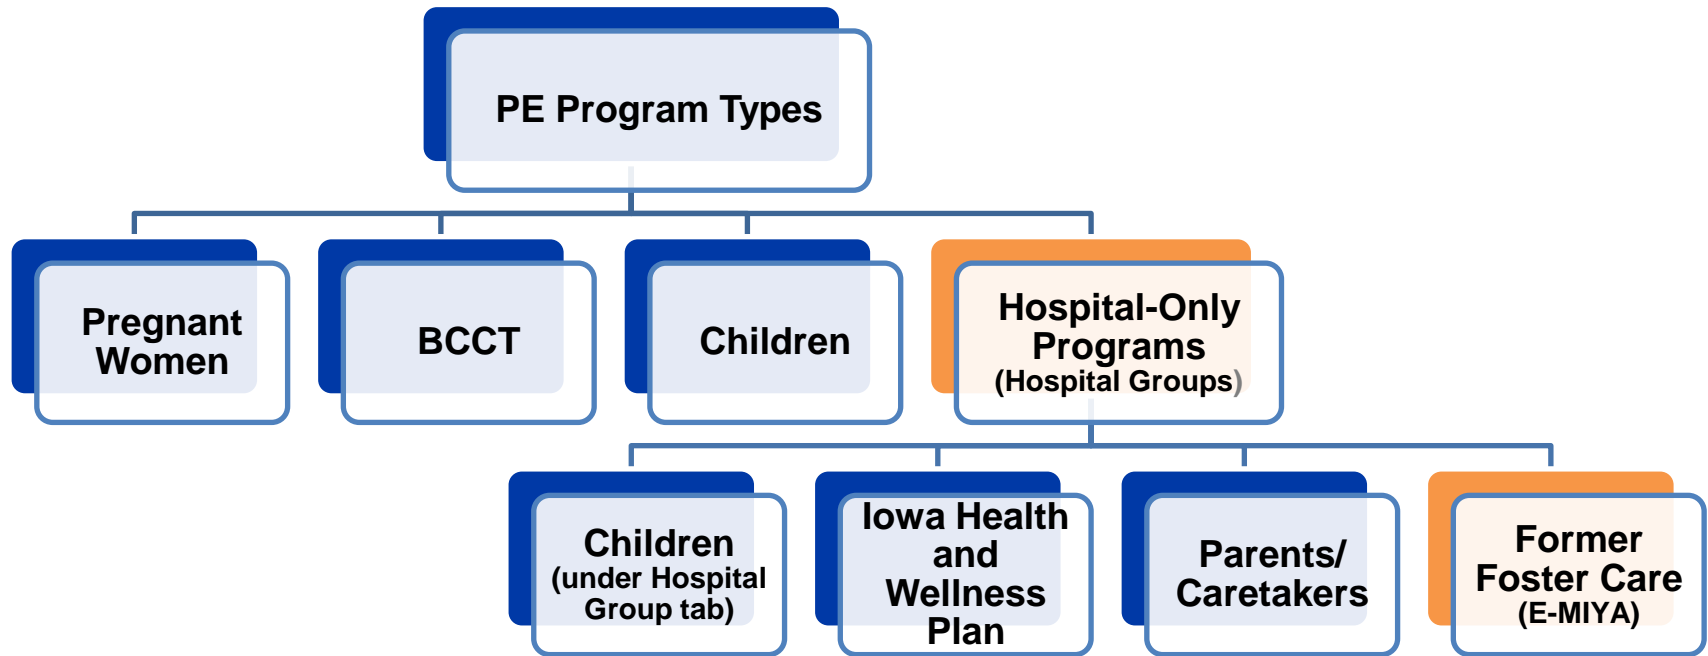 PE Program Types
Pregnant
Women
BCCT
Children
Hospital-Only
Programs
(Hospital Groups)
Children
(under Hospital
Group tab)
Iowa Health
and
Wellness
Plan
Parents/
Caretakers
Former
Foster Care
(E-MIYA)